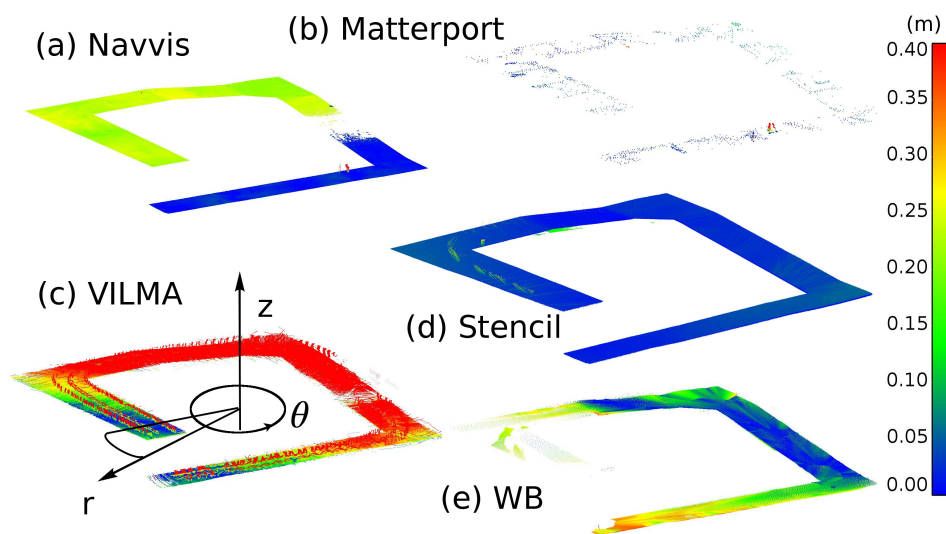 (a) Navvis
(b) Matterport
(m)
0.40
0.35
0.30
0.25
0.20
0.15
0.10
0.05
0.00
(c) VILMA
z
θ
r
(d) Stencil
(e) WB